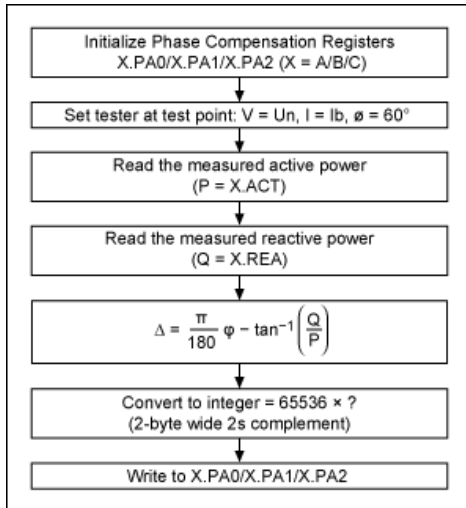 Initialize Phase Compensation Registers
X.PA0/X.PA1/X.PA2 (X = A/B/C)
Set tester at test point: V = Un, I = Ib, ø = 60°
Read the measured active power
(P = X.ACT)
Read the measured reactive power
(Q = X.REA)
Δ = π/180 φ − tan⁻¹(Q/P)
Convert to integer = 65536 × ?
(2-byte wide 2s complement)
Write to X.PA0/X.PA1/X.PA2